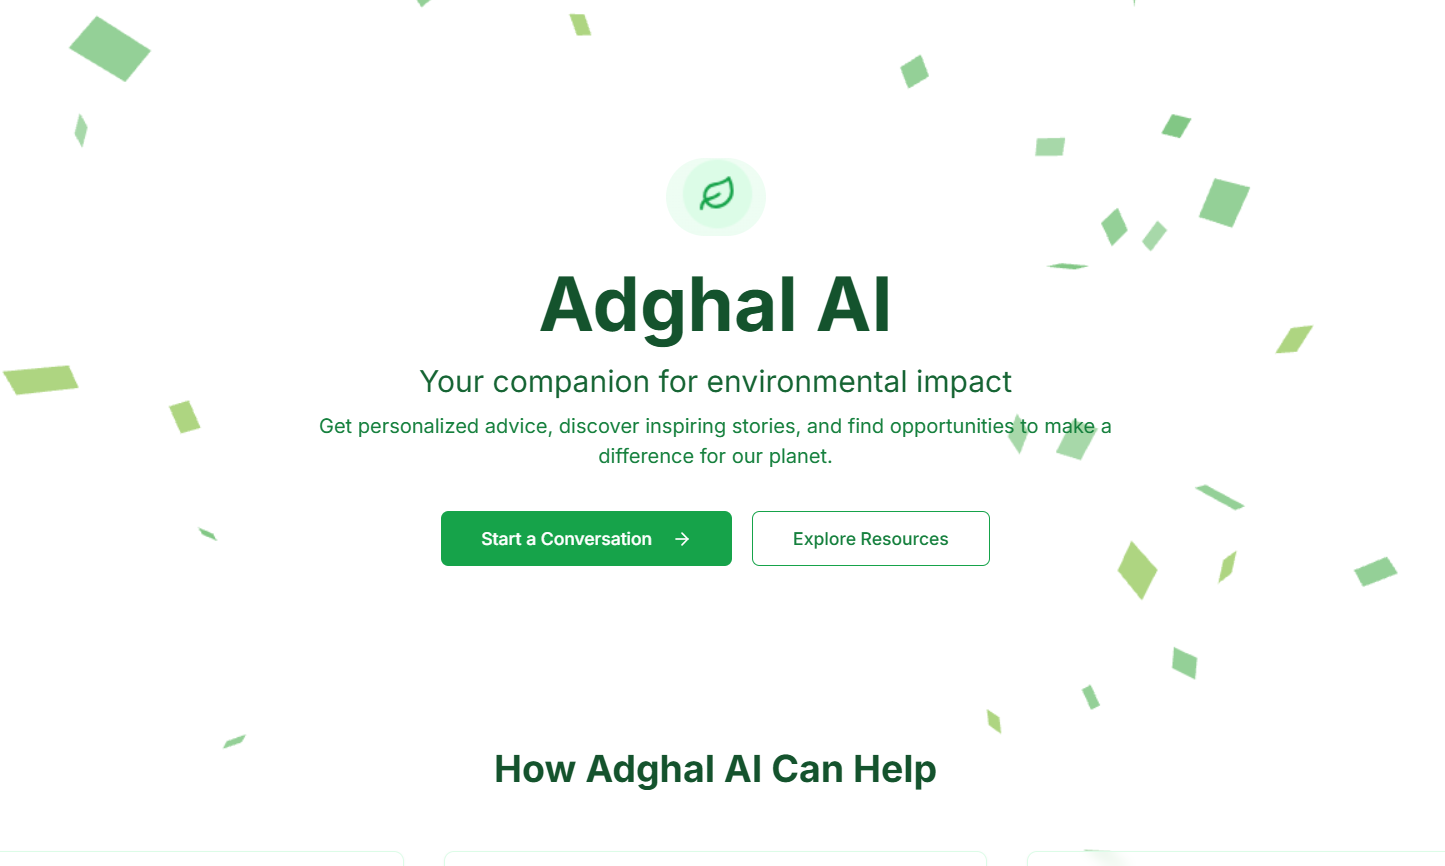 Adghal AI
Your companion for environmental impact
Get personalized advice, discover inspiring stories, and find opportunities to make a
difference for our planet.
Start a Conversation →
Explore Resources
How Adghal AI Can Help